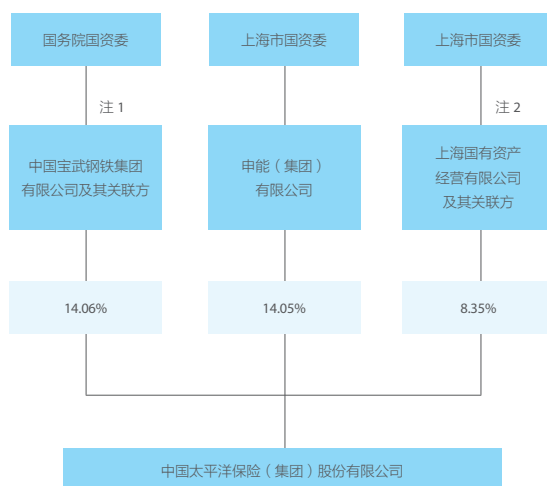 国务院国资委
上海市国资委
上海市国资委
注 1
注 2
中国宝武钢铁集团
有限公司及其关联方
申能（集团）
有限公司
上海国有资产
经营有限公司
及其关联方
14.06%
14.05%
8.35%
中国太平洋保险（集团）股份有限公司